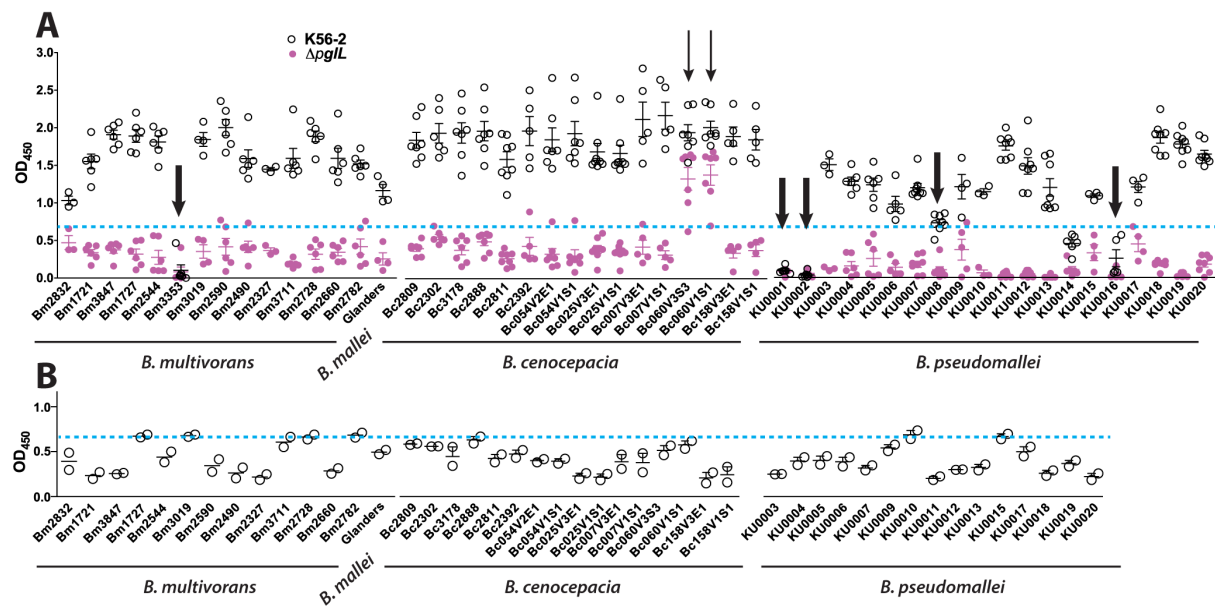 A
K56-2
ΔpglL
OD450
3.0
2.5
2.0
1.5
1.0
0.5
0.0
Bm2832
Bm1721
Bm3847
Bm1727
Bm2544
Bm3353
Bm3019
Bm2590
Bm2490
Bm2327
Bm3711
Bm2728
Bm2660
Bm2782
Glanders
Bc2809
Bc2302
Bc3178
Bc2888
Bc2811
Bc2392
Bc054V2E1
Bc054V1S1
Bc025V3E1
Bc025V1S1
Bc007V3E1
Bc007V1S1
Bc060V3S3
Bc060V1S1
Bc158V3E1
Bc158V1S1
KU0001
KU0002
KU0003
KU0004
KU0005
KU0006
KU0007
KU0008
KU0009
KU0010
KU0011
KU0012
KU0013
KU0014
KU0015
KU0016
KU0017
KU0018
KU0019
KU0020
B. multivorans
B. mallei
B. cenocepacia
B. pseudomallei
B
OD450
1.0
0.5
0.0
Bm2832
Bm1721
Bm3847
Bm1727
Bm2544
Bm3019
Bm2590
Bm2490
Bm2327
Bm3711
Bm2728
Bm2660
Bm2782
Glanders
Bc2809
Bc2302
Bc3178
Bc2888
Bc2811
Bc2392
Bc054V2E1
Bc054V1S1
Bc025V3E1
Bc025V1S1
Bc007V3E1
Bc007V1S1
Bc060V3S3
Bc060V1S1
Bc158V3E1
Bc158V1S1
KU0003
KU0004
KU0005
KU0006
KU0007
KU0009
KU0010
KU0011
KU0012
KU0013
KU0015
KU0017
KU0018
KU0019
KU0020
B. multivorans
B. mallei
B. cenocepacia
B. pseudomallei